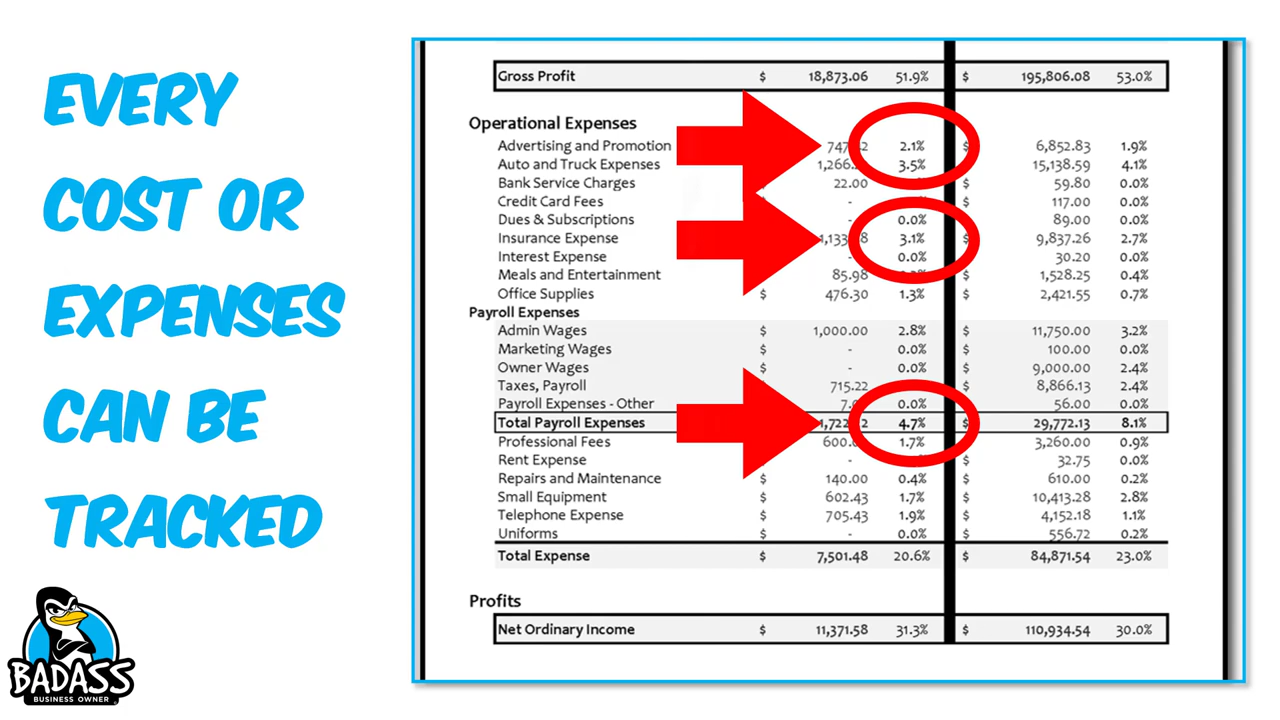 EVERY
COST OR
EXPENSES
CAN BE
TRACKED
BADASS
BUSINESS OWNER
Gross Profit $ 18,873.06 51.9% $ 195,806.08 53.0%
Operational Expenses
Advertising and Promotion 2.1% $ 6,852.83 1.9%
Auto and Truck Expenses 3.5% 15,138.59 4.1%
Bank Service Charges $ 22.00 $ 59.80 0.0%
Credit Card Fees - $ 117.00 0.0%
Dues & Subscriptions - 0.0% 89.00 0.0%
Insurance Expense 3.1% $ 9,837.26 2.7%
Interest Expense - 0.0% 30.20 0.0%
Meals and Entertainment 85.98 $ 1,528.25 0.4%
Office Supplies $ 476.30 1.3% $ 2,421.55 0.7%
Payroll Expenses
Admin Wages $ 1,000.00 2.8% $ 11,750.00 3.2%
Marketing Wages $ - 0.0% $ 100.00 0.0%
Owner Wages $ - 0.0% $ 9,000.00 2.4%
Taxes, Payroll $ 715.22 $ 8,866.13 2.4%
Payroll Expenses - Other 0.0% 56.00 0.0%
Total Payroll Expenses 4.7% $ 29,772.13 8.1%
Professional Fees 1.7% 3,260.00 0.9%
Rent Expense - $ 32.75 0.0%
Repairs and Maintenance $ 140.00 0.4% $ 610.00 0.2%
Small Equipment $ 602.43 1.7% $ 10,413.28 2.8%
Telephone Expense $ 705.43 1.9% $ 4,152.18 1.1%
Uniforms $ - 0.0% $ 556.72 0.2%
Total Expense $ 7,501.48 20.6% $ 84,871.54 23.0%
Profits
Net Ordinary Income $ 11,371.58 31.3% $ 110,934.54 30.0%